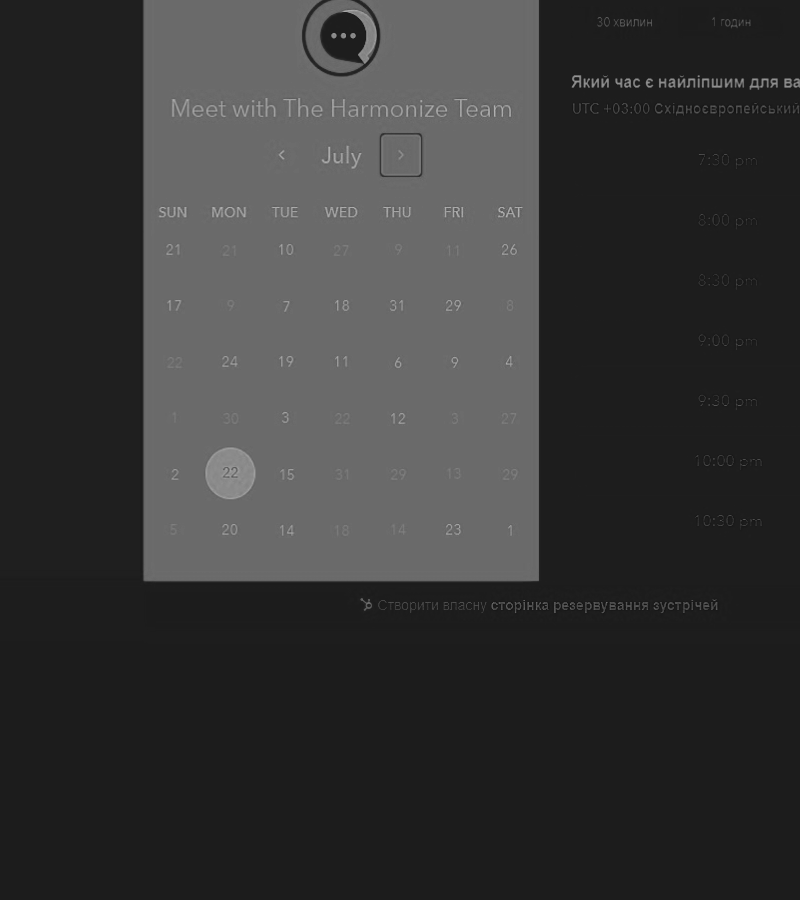 30 хвилин 1 годин
Який час є найліпшим для ва
UTC +03:00 Східноєвропейський
Meet with The Harmonize Team
July
SUN MON TUE WED THU FRI SAT
21 21 10 27 9 11 26
17 9 7 18 31 29 8
22 24 19 11 6 9 4
1 30 3 22 12 3 27
2 22 15 31 29 13 29
5 20 14 18 14 23 1
7:30 pm
8:00 pm
8:30 pm
9:00 pm
9:30 pm
10:00 pm
10:30 pm
Створити власну сторінка резервування зустрічей